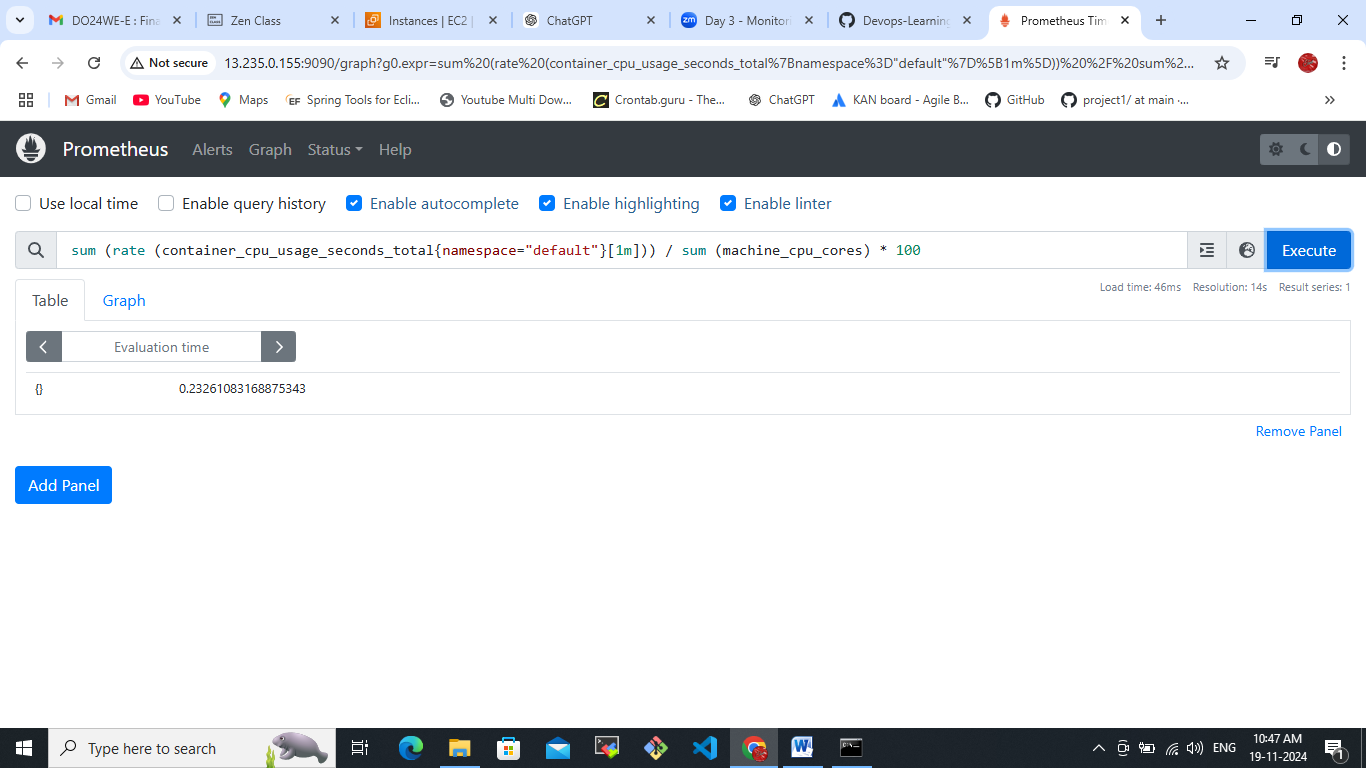 DO24WE-E : Fina
Zen Class
Instances | EC2 |
ChatGPT
Day 3 - Monitori
Devops-Learning
Prometheus Tim
Not secure
13.235.0.155:9090/graph?g0.expr=sum%20(rate%20(container_cpu_usage_seconds_total%7Bnamespace%3D"default"%7D%5B1m%5D))%20%2F%20sum%2...
Gmail
YouTube
Maps
EF Spring Tools for Ecli...
Youtube Multi Dow...
Crontab.guru - The...
ChatGPT
KAN board - Agile B...
GitHub
project1/ at main ·...
Prometheus
Alerts
Graph
Status
Help
Use local time
Enable query history
Enable autocomplete
Enable highlighting
Enable linter
sum (rate (container_cpu_usage_seconds_total{namespace="default"}[1m])) / sum (machine_cpu_cores) * 100
Execute
Table
Graph
Load time: 46ms Resolution: 14s Result series: 1
Evaluation time
{} 0.23261083168875343
Remove Panel
Add Panel
Type here to search
ENG
10:47 AM
19-11-2024
1